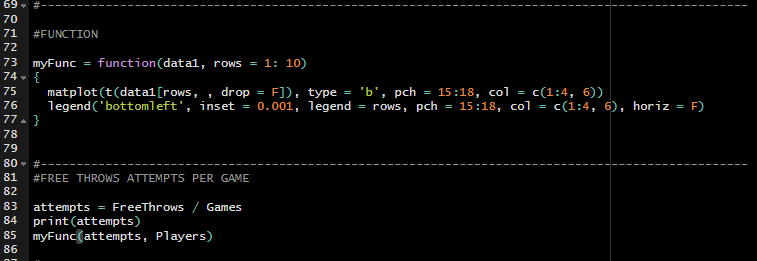 69 #---------------------------------------------------------------------------------------------------
70
71 #FUNCTION
72
73 myFunc = function(data1, rows = 1: 10)
74 {
75   matplot(t(data1[rows, , drop = F]), type = 'b', pch = 15:18, col = c(1:4, 6))
76   legend('bottomleft', inset = 0.001, legend = rows, pch = 15:18, col = c(1:4, 6), horiz = F)
77 }
78
79
80 #---------------------------------------------------------------------------------------------------
81 #FREE THROWS ATTEMPTS PER GAME
82
83 attempts = FreeThrows / Games
84 print(attempts)
85 myFunc(attempts, Players)
86